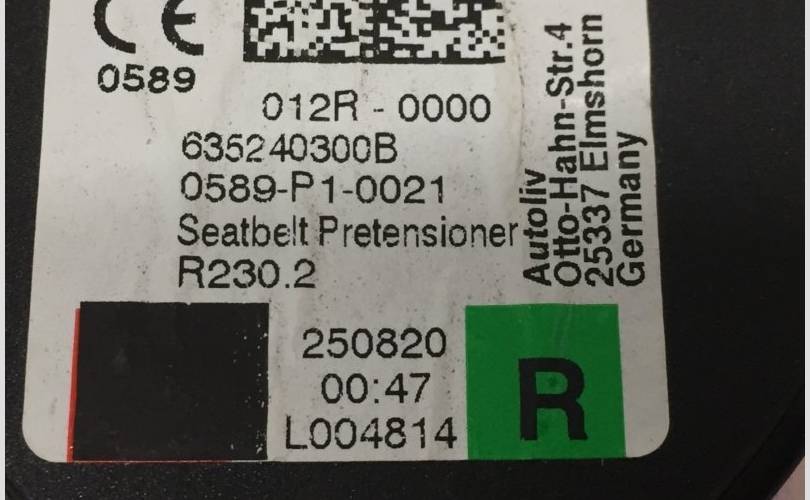 CE
0589
012R - 0000
635240300B
0589-P1-0021
Seatbelt Pretensioner
R230.2
250820
00:47
L004814
R
Autoliv
Otto-Hahn-Str.4
25337 Elmshorn
Germany